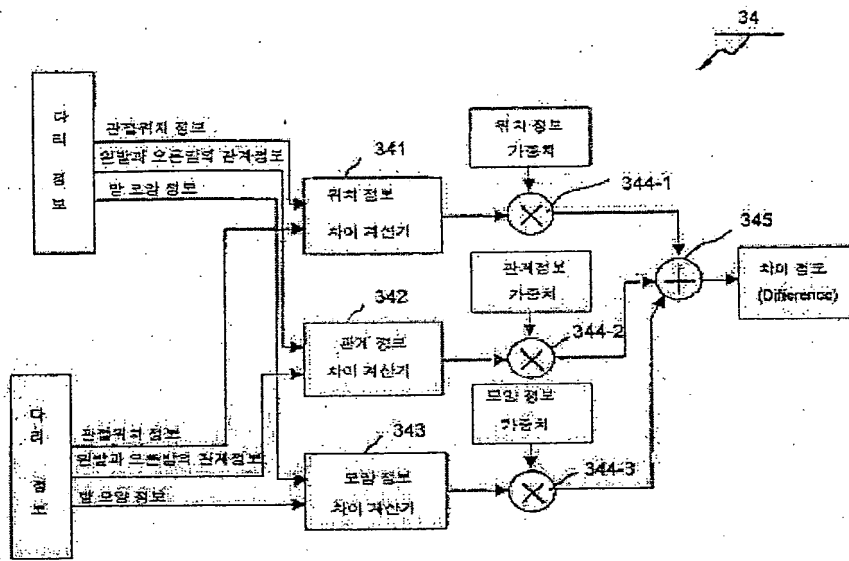 34
다
리
정
보
관절위치 정보
왼발과 오른발의 관계정보
발 모양 정보
341
위치 정보
차이 계산기
위치 정보
가중치
344-1
345
차이 정보
(Difference)
342
관계 정보
차이 계산기
관계정보
가중치
344-2
다
리
정
보
관절위치 정보
왼발과 오른발의 관계정보
발 모양 정보
343
모양 정보
차이 계산기
모양 정보
가중치
344-3